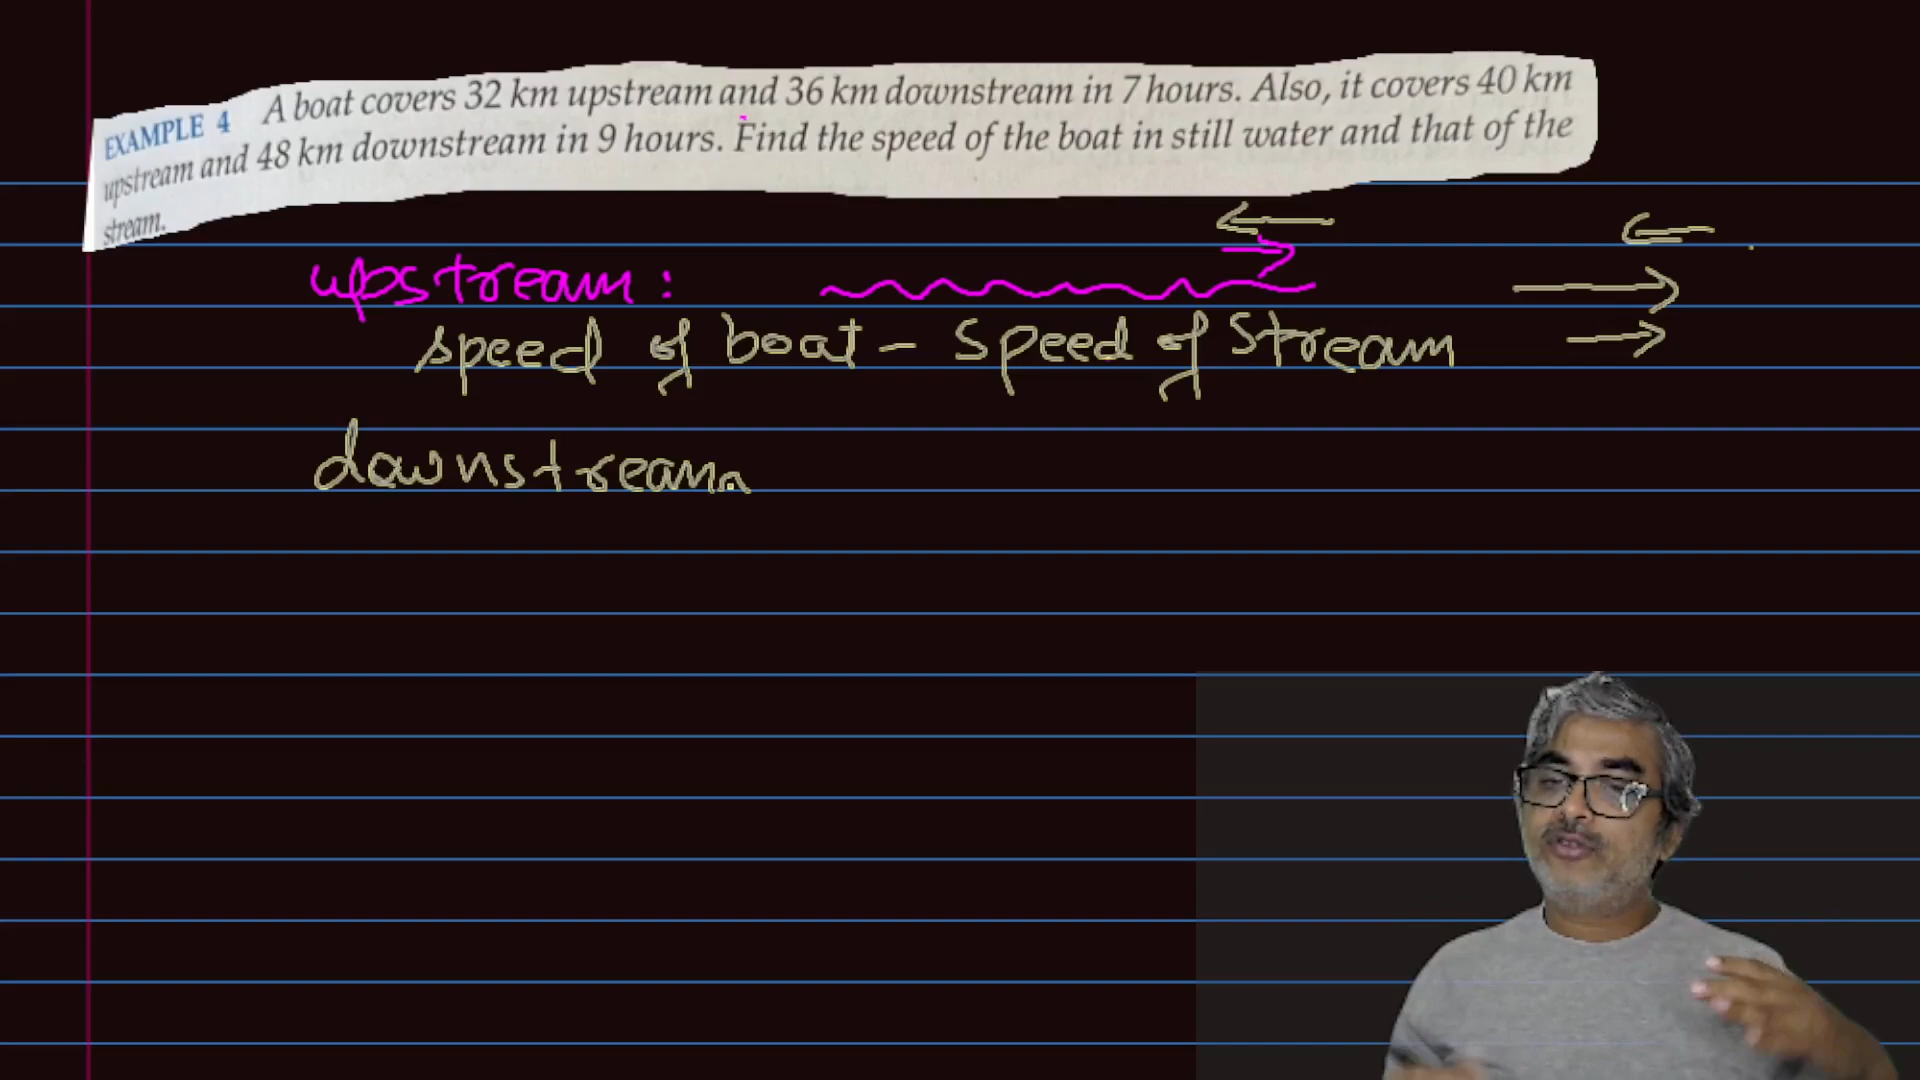 EXAMPLE 4 A boat covers 32 km upstream and 36 km downstream in 7 hours. Also, it covers 40 km
upstream and 48 km downstream in 9 hours. Find the speed of the boat in still water and that of the
stream.
upstream :
speed of boat - Speed of Stream
downstream